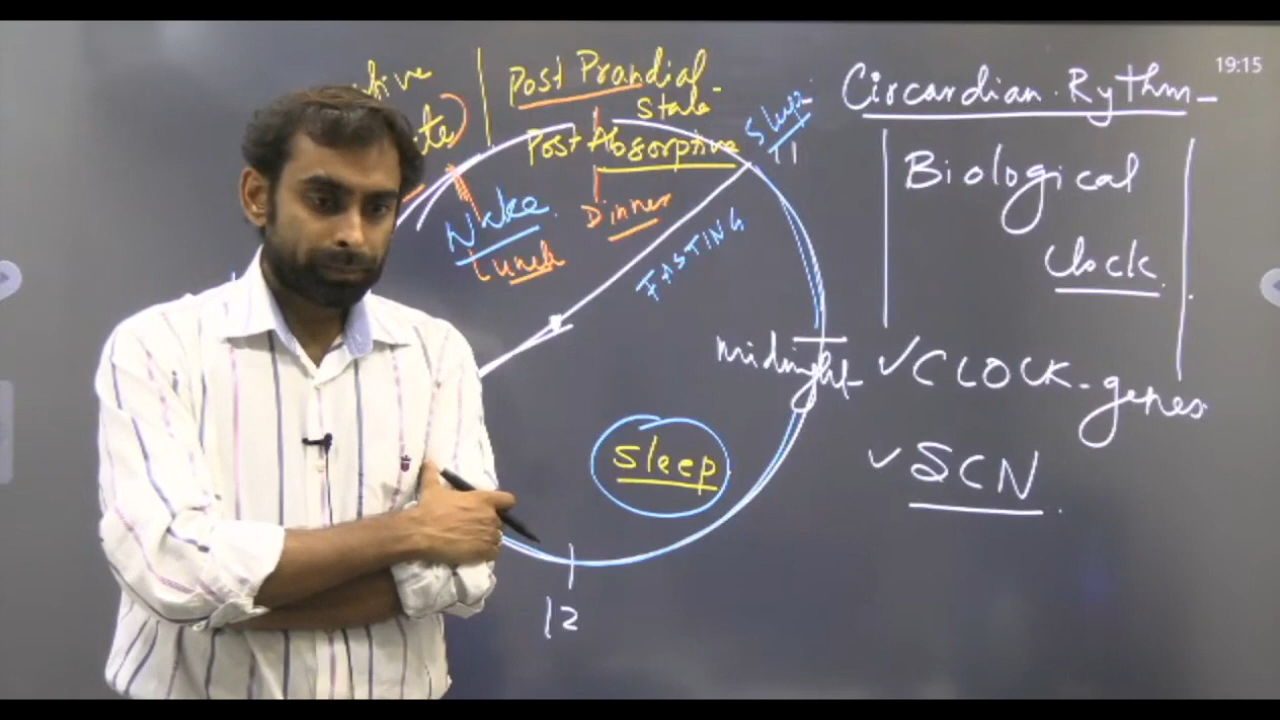 Post Prandial
State
Post Absorptive
Sleep
11
Wake
Lunch
Dinner
FASTING
midnight
sleep
12
19:15
Circardian Rythm
Biological
Clock
CLOCK-genes
SCN